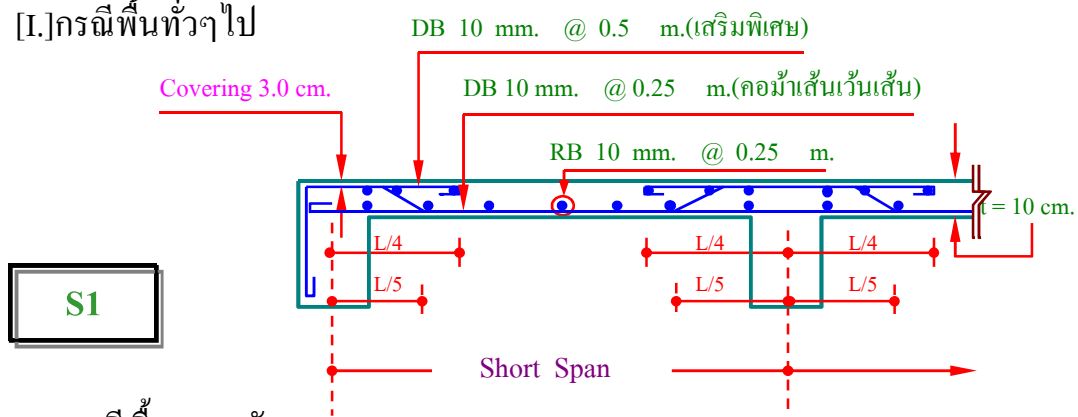 [I.]กรณีพื้นทั่วๆไป
DB 10 mm. @ 0.5 m.(เสริมพิเศษ)
Covering 3.0 cm.
DB 10 mm. @ 0.25 m.(คอม้าเส้นเว้นเส้น)
RB 10 mm. @ 0.25 m.
t = 10 cm.
L/4
L/4
L/4
L/5
L/5
L/5
S1
Short Span